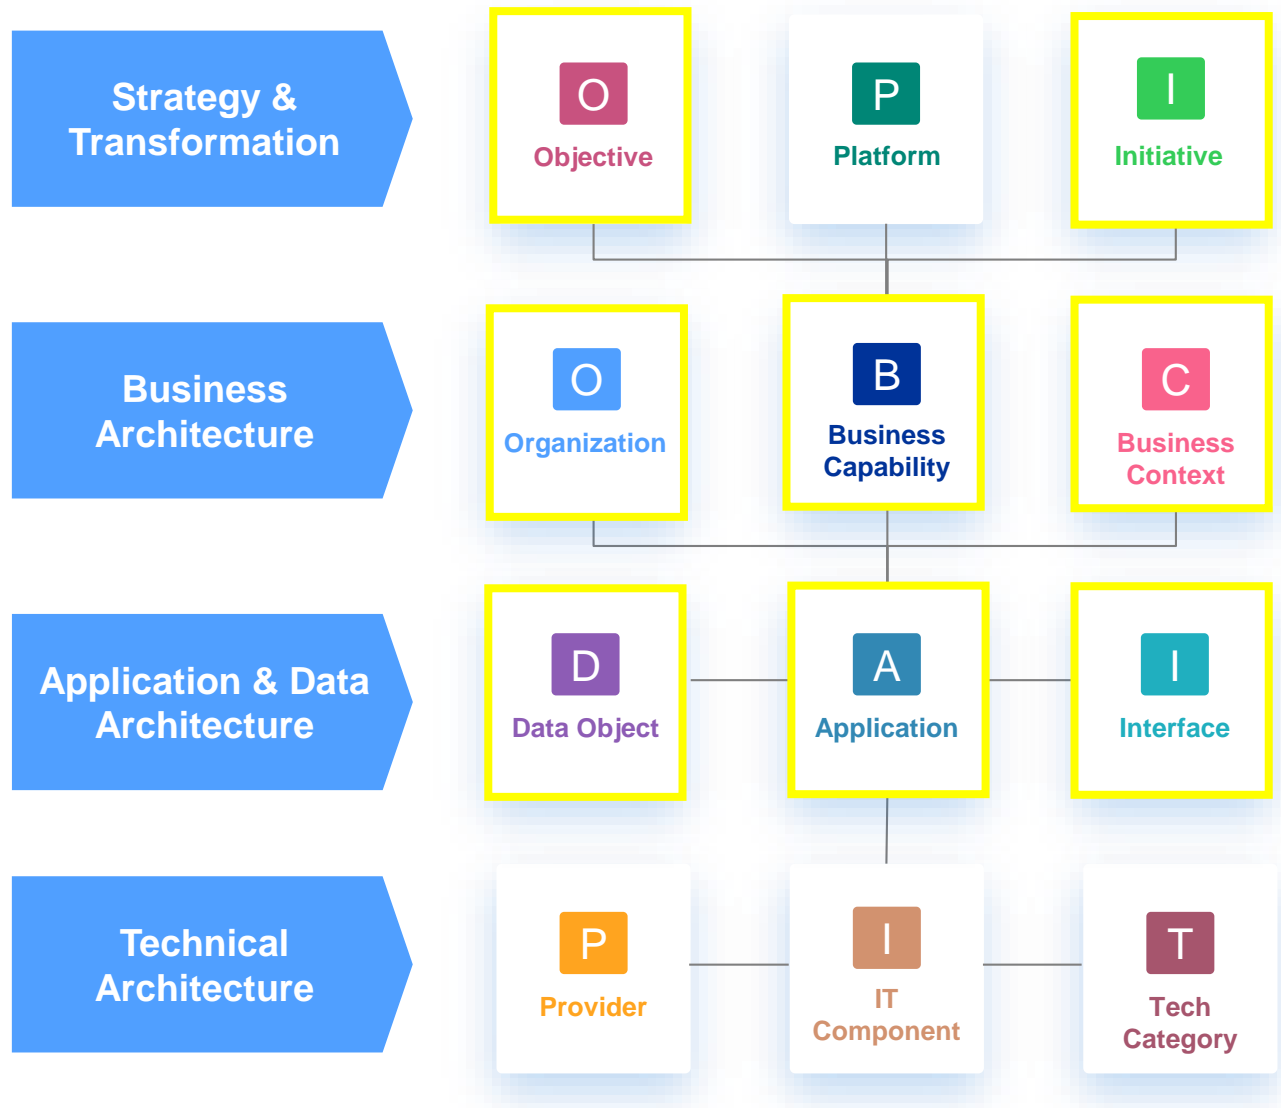 Strategy &
Transformation
O
Objective
P
Platform
I
Initiative
Business
Architecture
O
Organization
B
Business
Capability
C
Business
Context
Application & Data
Architecture
D
Data Object
A
Application
I
Interface
Technical
Architecture
P
Provider
I
IT
Component
T
Tech
Category